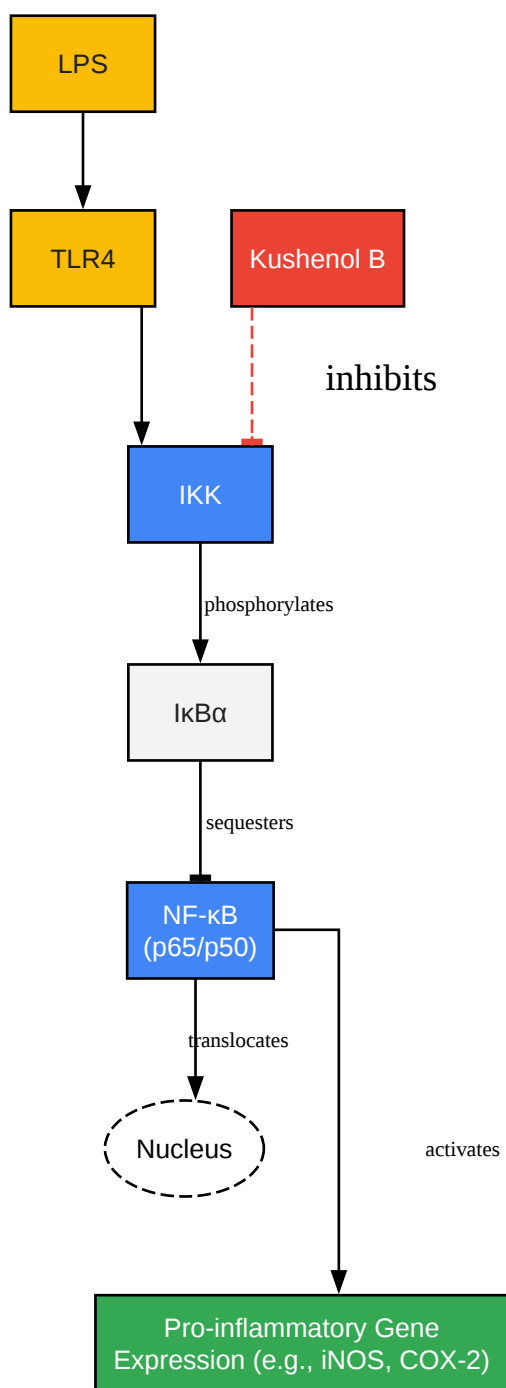 LPS
TLR4
Kushenol B
inhibits
IKK
phosphorylates
IκBα
sequesters
NF-κB
(p65/p50)
translocates
Nucleus
activates
Pro-inflammatory Gene
Expression (e.g., iNOS, COX-2)